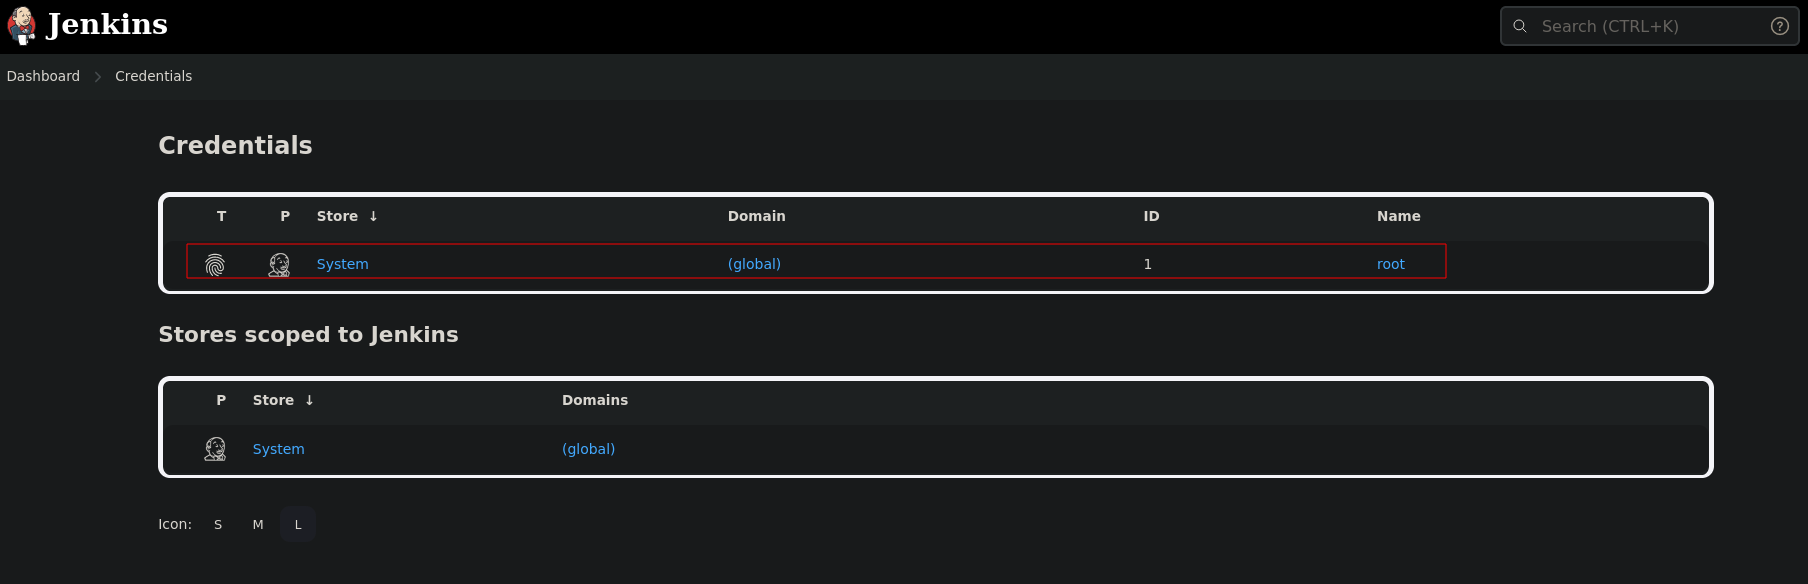 Jenkins
Search (CTRL+K)
Dashboard Credentials
Credentials
T P Store ↓ Domain ID Name
System (global) 1 root
Stores scoped to Jenkins
P Store ↓ Domains
System (global)
Icon: S M L